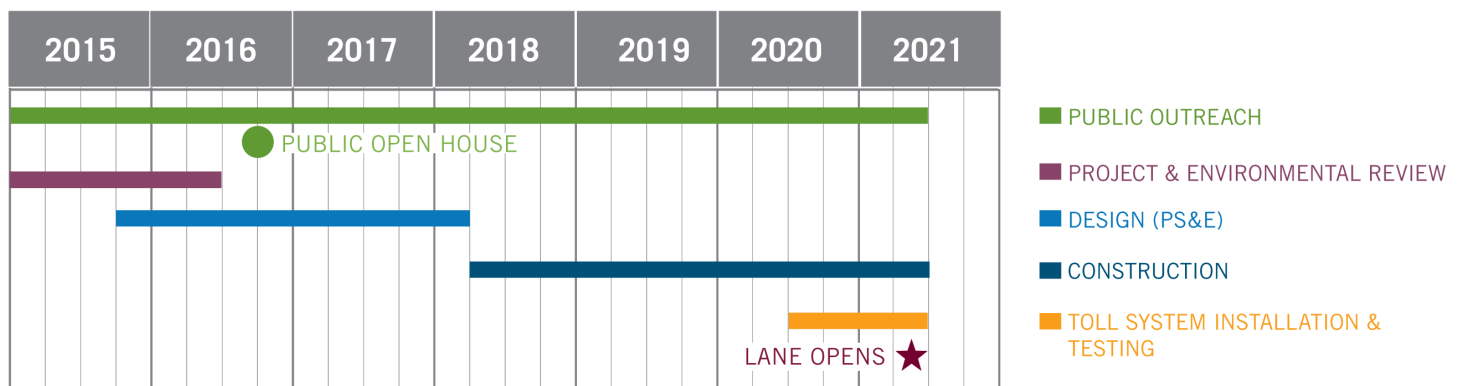 2015 2016 2017 2018 2019 2020 2021
PUBLIC OUTREACH
PUBLIC OPEN HOUSE
PROJECT & ENVIRONMENTAL REVIEW
DESIGN (PS&E)
CONSTRUCTION
TOLL SYSTEM INSTALLATION &
TESTING
LANE OPENS